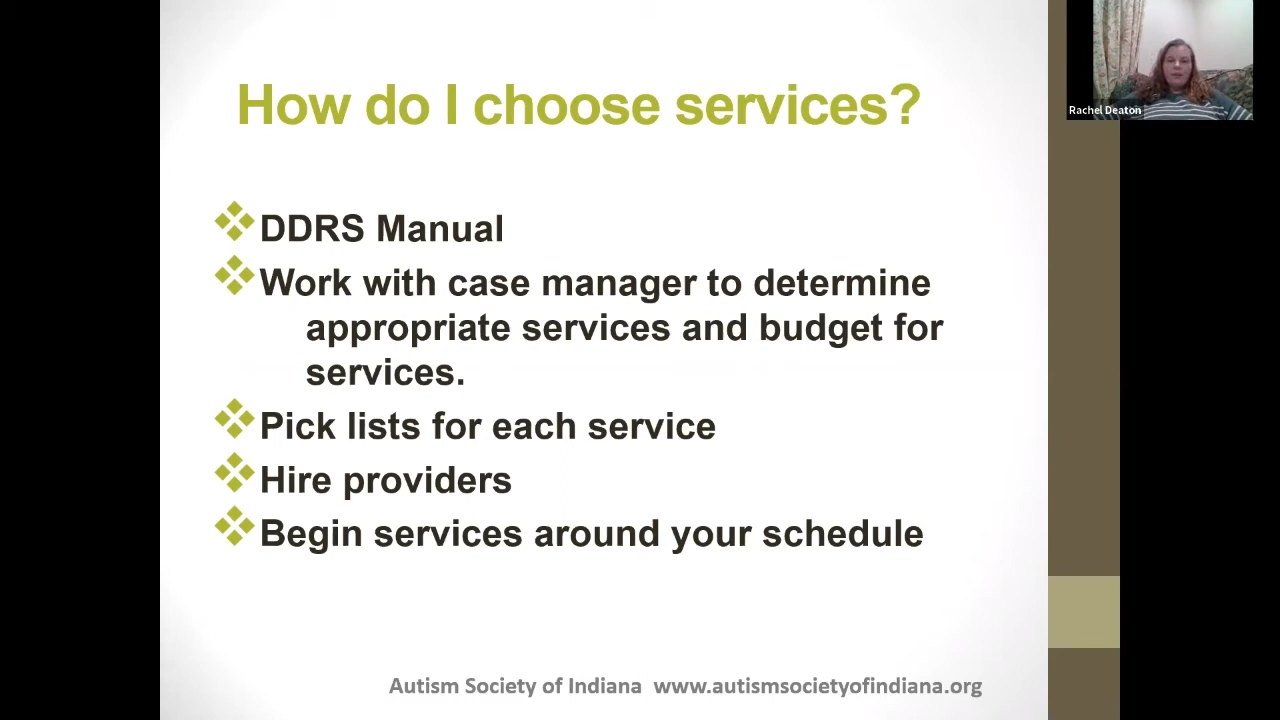 How do I choose services?
Rachel Deaton
DDRS Manual
Work with case manager to determine
appropriate services and budget for
services.
Pick lists for each service
Hire providers
Begin services around your schedule
Autism Society of Indiana www.autismsocietyofindiana.org